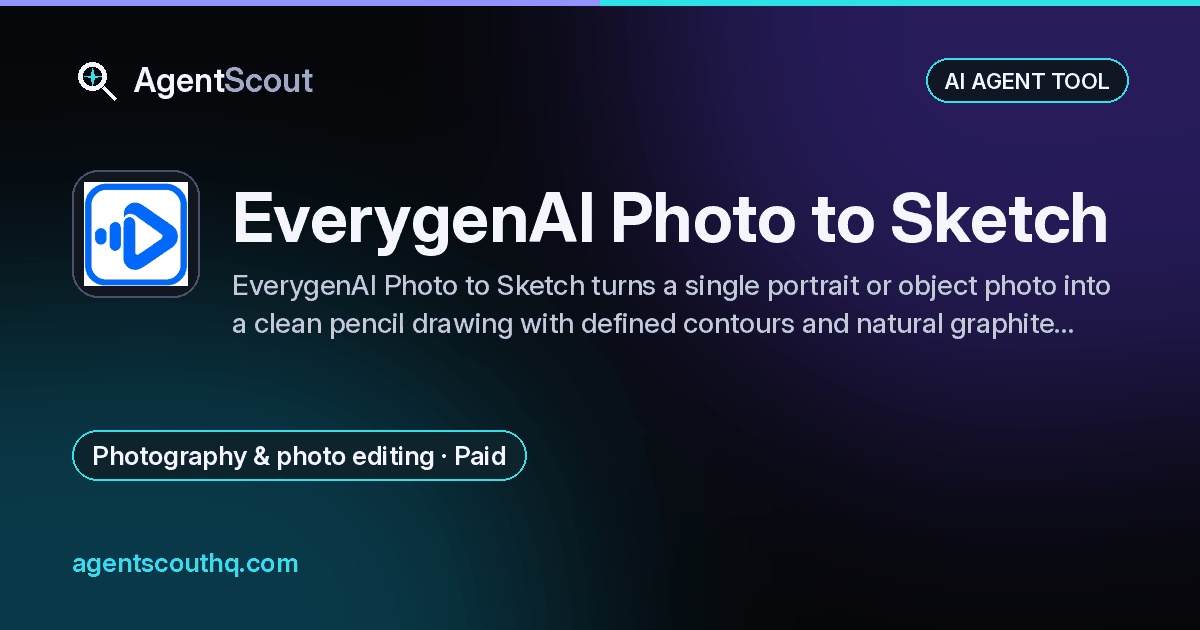 AgentScout
AI AGENT TOOL
EverygenAI Photo to Sketch
EverygenAI Photo to Sketch turns a single portrait or object photo into
a clean pencil drawing with defined contours and natural graphite...
Photography & photo editing · Paid
agentscouthq.com